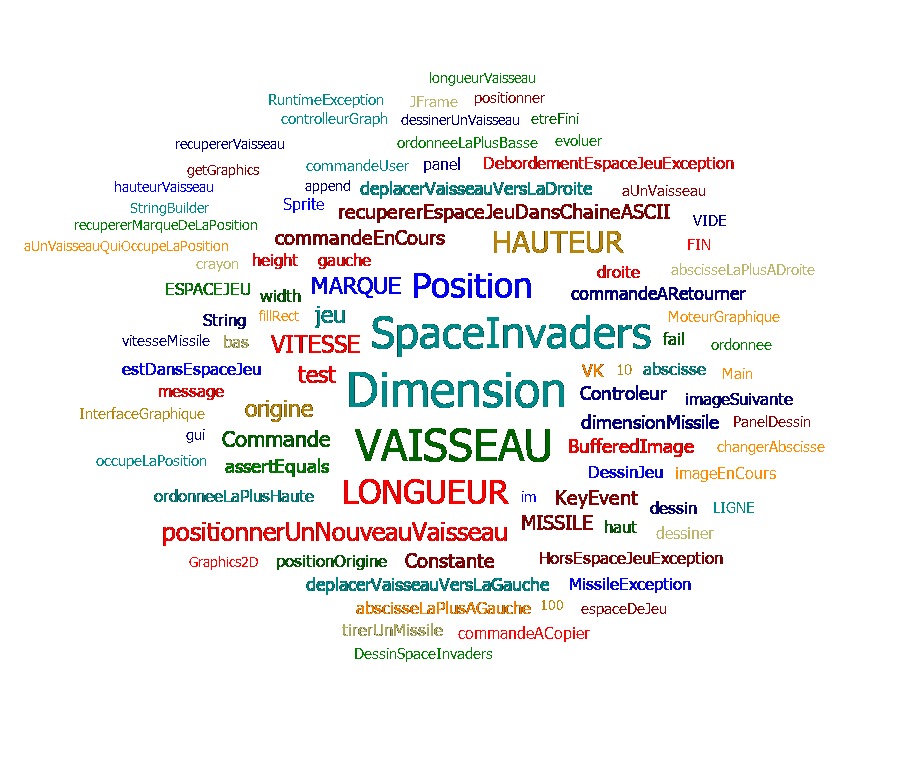 longueurVaisseau
RuntimeException JFrame positionner
controlleurGraph dessinerUnVaisseau etreFini
recupererVaisseau ordonneeLaPlusBasse evoluer
getGraphics commandeUser panel DebordementEspaceJeuException
hauteurVaisseau append deplacerVaisseauVersLaDroite aUnVaisseau
StringBuilder Sprite recupererEspaceJeuDansChaineASCII VIDE
recupererMarqueDeLaPosition
aUnVaisseauQuiOccupeLaPosition commandeEnCours HAUTEUR FIN
crayon height gauche droite abscisseLaPlusADroite
ESPACEJEU width MARQUE Position commandeARetourner
String fillRect jeu SpaceInvaders MoteurGraphique
vitesseMissile bas VITESSE fail ordonnee
estDansEspaceJeu test VK 10 abscisse Main
message Dimension Controleur imageSuivante
InterfaceGraphique origine dimensionMissile PanelDessin
gui Commande VAISSEAU BufferedImage changerAbscisse
occupeLaPosition assertEquals DessinJeu imageEnCours
ordonneeLaPlusHaute LONGUEUR im KeyEvent dessin LIGNE
positionnerUnNouveauVaisseau MISSILE haut dessiner
Graphics2D positionOrigine Constante HorsEspaceJeuException
deplacerVaisseauVersLaGauche MissileException
abscisseLaPlusAGauche 100 espaceDeJeu
tirerUnMissile commandeACopier
DessinSpaceInvaders